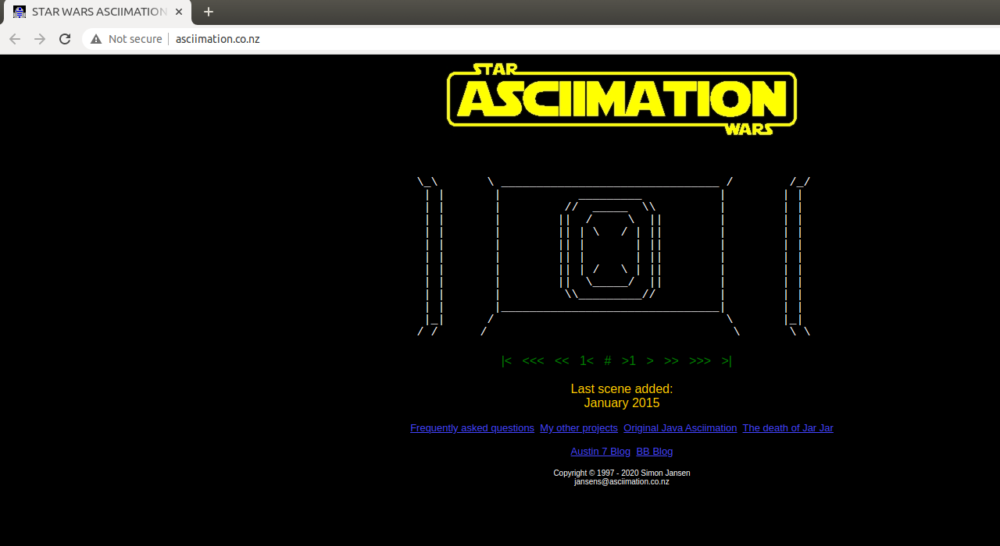 STAR WARS ASCIIMATION
Not secure asciimation.co.nz
STAR
ASCIIMATION
WARS
|< <<< << 1< # >1 > >> >>> >|
Last scene added:
January 2015
Frequently asked questions My other projects Original Java Asciimation The death of Jar Jar
Austin 7 Blog BB Blog
Copyright © 1997 - 2020 Simon Jansen
jansens@asciimation.co.nz